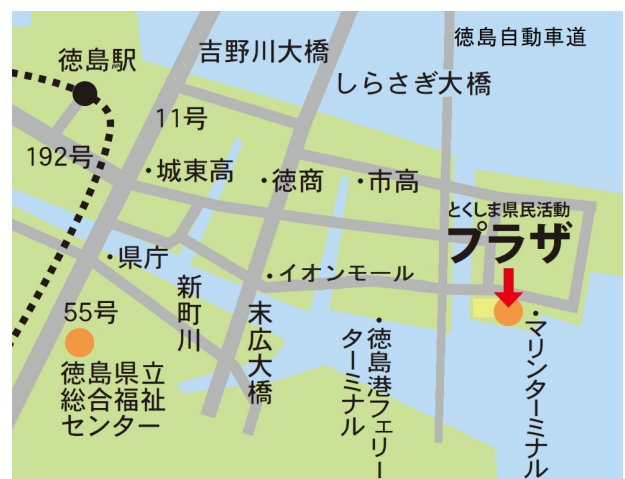 徳島自動車道
吉野川大橋
徳島駅
しらさぎ大橋
11号
192号
・城東高
・徳商
・市高
とくしま県民活動
プラザ
・県庁
・イオンモール
新町川
末広大橋
55号
・徳島港フェリー
ターミナル
・マリンターミナル
徳島県立
総合福祉
センター